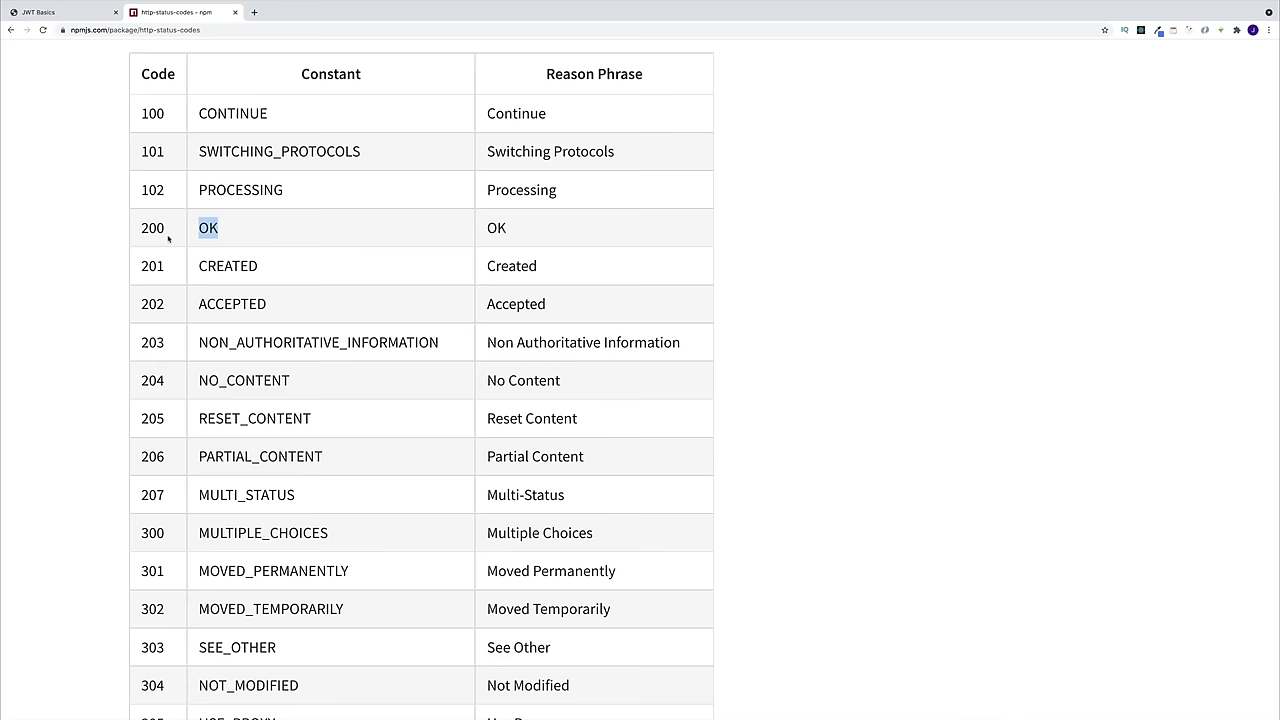 JWT Basics
http-status-codes - npm
npmjs.com/package/http-status-codes
Code Constant Reason Phrase
100 CONTINUE Continue
101 SWITCHING_PROTOCOLS Switching Protocols
102 PROCESSING Processing
200 OK OK
201 CREATED Created
202 ACCEPTED Accepted
203 NON_AUTHORITATIVE_INFORMATION Non Authoritative Information
204 NO_CONTENT No Content
205 RESET_CONTENT Reset Content
206 PARTIAL_CONTENT Partial Content
207 MULTI_STATUS Multi-Status
300 MULTIPLE_CHOICES Multiple Choices
301 MOVED_PERMANENTLY Moved Permanently
302 MOVED_TEMPORARILY Moved Temporarily
303 SEE_OTHER See Other
304 NOT_MODIFIED Not Modified